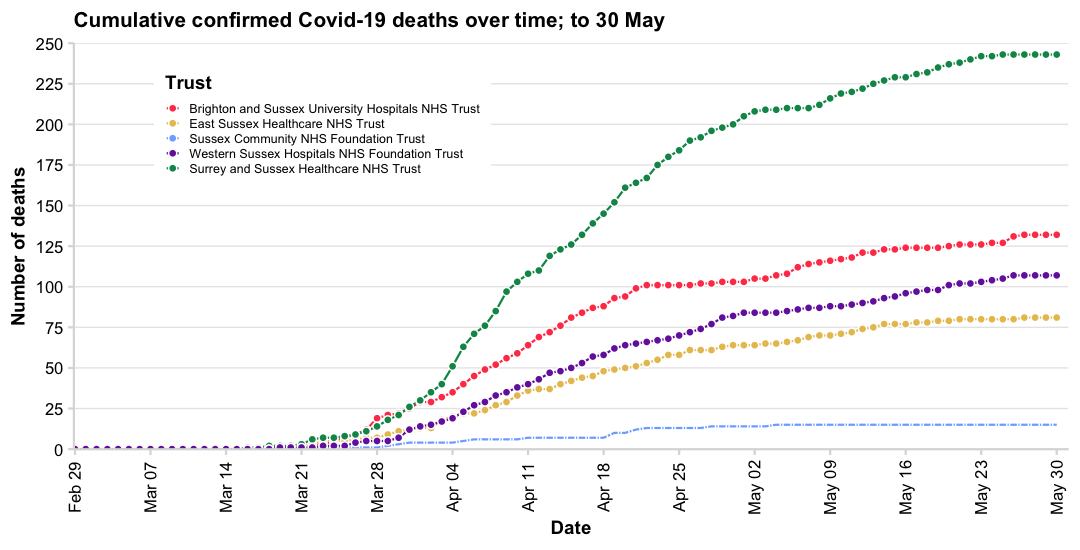 Cumulative confirmed Covid-19 deaths over time; to 30 May
Number of deaths
250
225
200
175
150
125
100
75
50
25
0
Trust
Brighton and Sussex University Hospitals NHS Trust
East Sussex Healthcare NHS Trust
Sussex Community NHS Foundation Trust
Western Sussex Hospitals NHS Foundation Trust
Surrey and Sussex Healthcare NHS Trust
Feb 29
Mar 07
Mar 14
Mar 21
Mar 28
Apr 04
Apr 11
Apr 18
Apr 25
May 02
May 09
May 16
May 23
May 30
Date